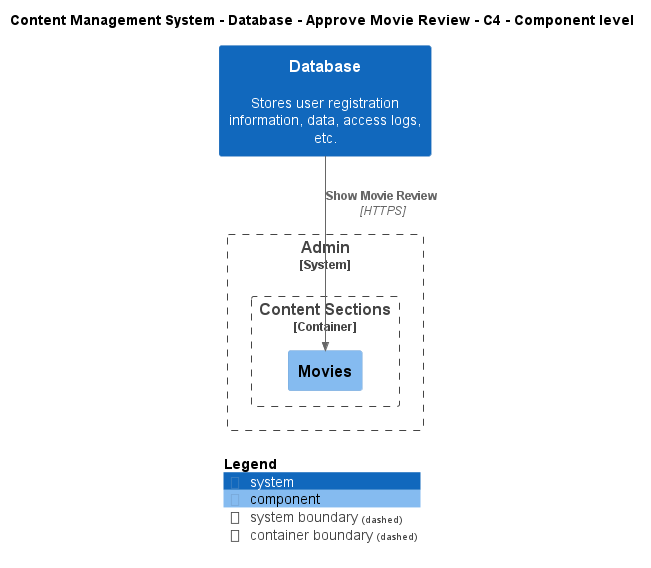 Content Management System - Database - Approve Movie Review - C4 - Component level
Database
Stores user registration
information, data, access logs,
etc.
Show Movie Review
[HTTPS]
Admin
[System]
Content Sections
[Container]
Movies
Legend
system
component
system boundary (dashed)
container boundary (dashed)